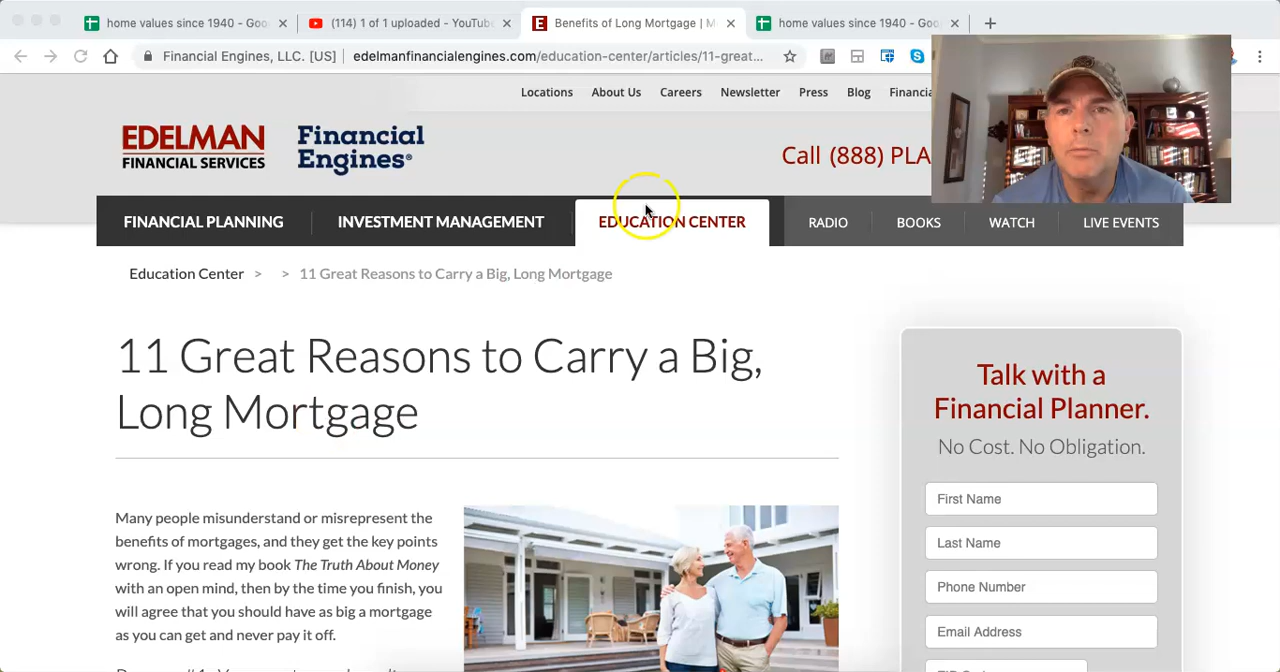 home values since 1940 - Goo
(114) 1 of 1 uploaded - YouTube
E
Benefits of Long Mortgage | M
home values since 1940 - Goo
Financial Engines, LLC. [US]
edelmanfinancialengines.com/education-center/articles/11-great...
Locations
About Us
Careers
Newsletter
Press
Blog
Financia
EDELMAN
FINANCIAL SERVICES
Financial
Engines®
Call (888) PLA
FINANCIAL PLANNING
INVESTMENT MANAGEMENT
EDUCATION CENTER
RADIO
BOOKS
WATCH
LIVE EVENTS
Education Center > > 11 Great Reasons to Carry a Big, Long Mortgage
11 Great Reasons to Carry a Big,
Long Mortgage
Many people misunderstand or misrepresent the
benefits of mortgages, and they get the key points
wrong. If you read my book The Truth About Money
with an open mind, then by the time you finish, you
will agree that you should have as big a mortgage
as you can get and never pay it off.
Talk with a
Financial Planner.
No Cost. No Obligation.
First Name
Last Name
Phone Number
Email Address